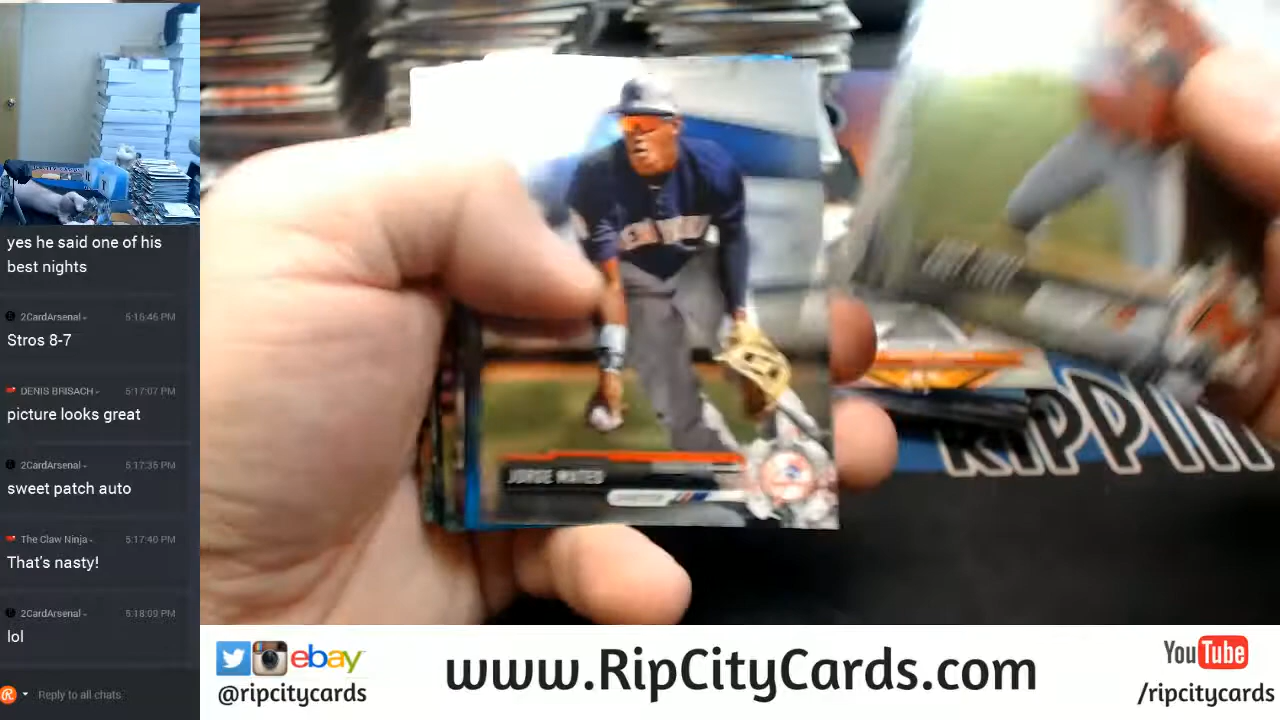 yes he said one of his
best nights
2CardArsenal 5:16:46 PM
Stros 8-7
DENIS BRISACH 5:17:07 PM
picture looks great
2CardArsenal 5:17:35 PM
sweet patch auto
The Claw Ninja 5:17:40 PM
That's nasty!
2CardArsenal 5:18:09 PM
lol
Reply to all chats
JORGE MATEO
RIPPIN
ebay
@ripcitycards
www.RipCityCards.com
YouTube
/ripcitycards